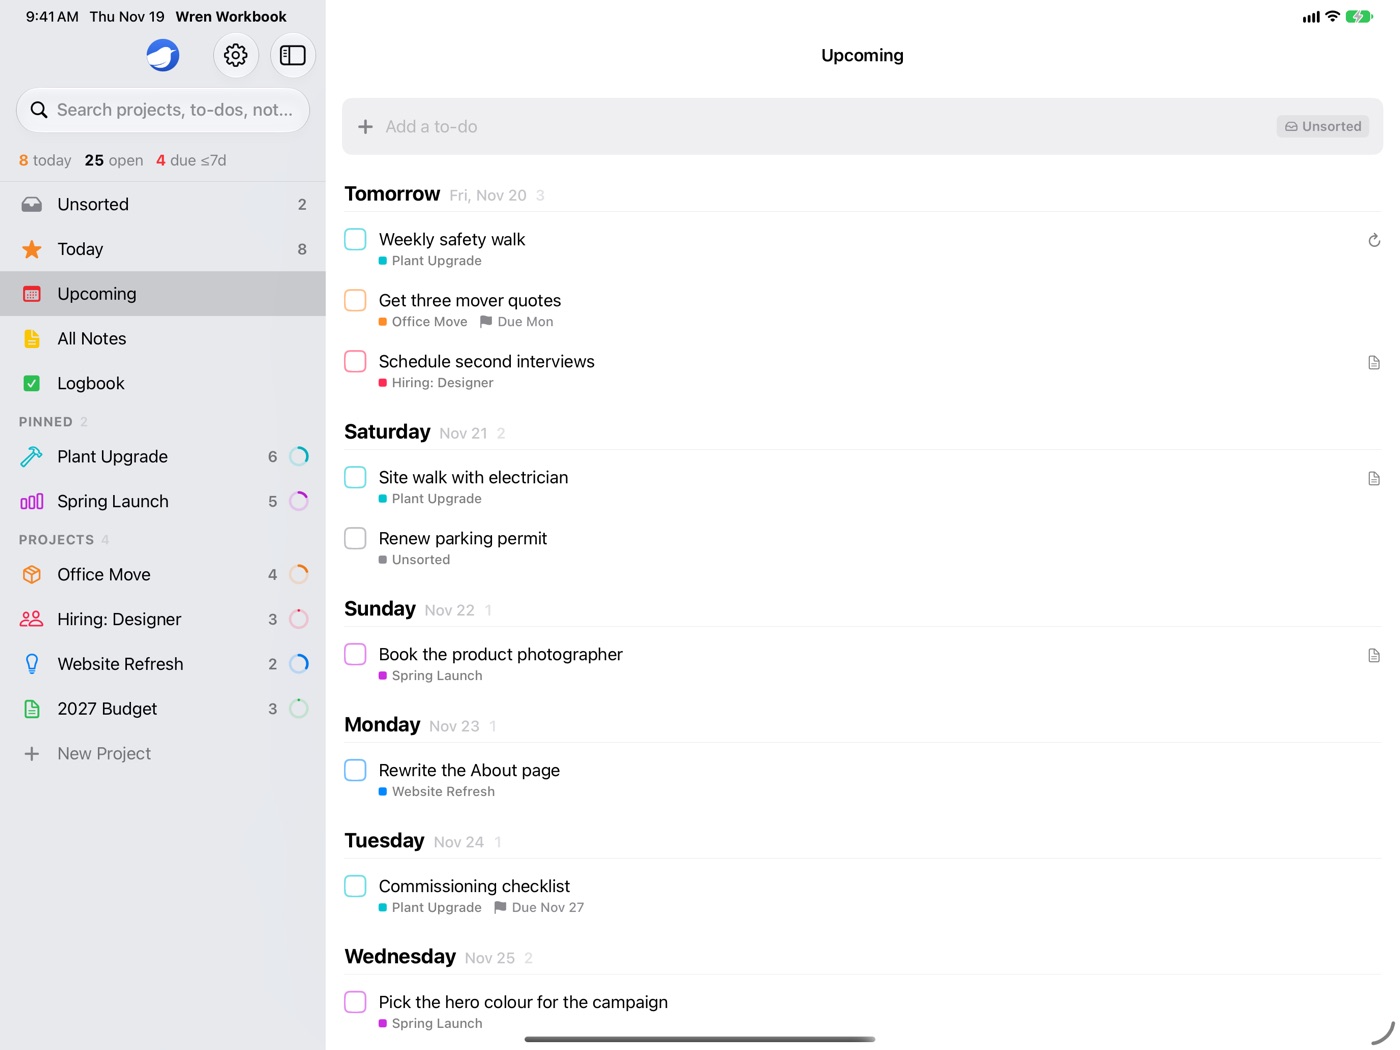 9:41 AM Thu Nov 19 Wren Workbook
Search projects, to-dos, not...
8 today 25 open 4 due ≤7d
Unsorted 2
Today 8
Upcoming
All Notes
Logbook
PINNED 2
Plant Upgrade 6
Spring Launch 5
PROJECTS 4
Office Move 4
Hiring: Designer 3
Website Refresh 2
2027 Budget 3
New Project
Upcoming
Add a to-do Unsorted
Tomorrow Fri, Nov 20 3
Weekly safety walk
Plant Upgrade
Get three mover quotes
Office Move Due Mon
Schedule second interviews
Hiring: Designer
Saturday Nov 21 2
Site walk with electrician
Plant Upgrade
Renew parking permit
Unsorted
Sunday Nov 22 1
Book the product photographer
Spring Launch
Monday Nov 23 1
Rewrite the About page
Website Refresh
Tuesday Nov 24 1
Commissioning checklist
Plant Upgrade Due Nov 27
Wednesday Nov 25 2
Pick the hero colour for the campaign
Spring Launch